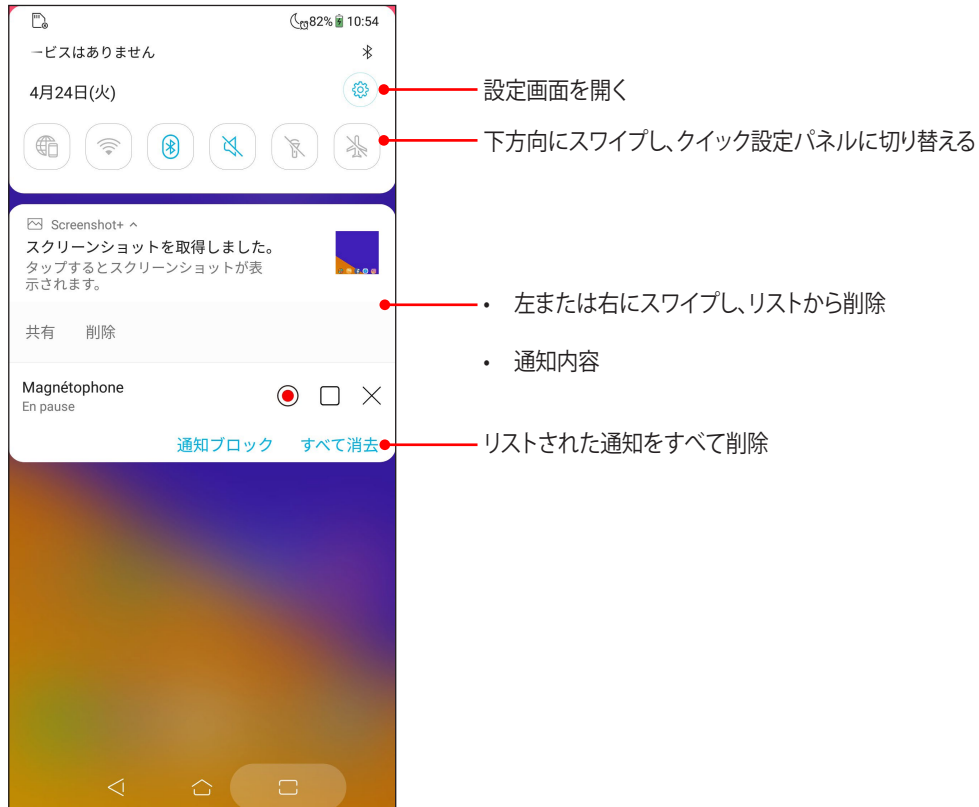 82% 10:54
ービスはありません
4月24日(火)
設定画面を開く
下方向にスワイプし、クイック設定パネルに切り替える
Screenshot+
スクリーンショットを取得しました。
タップするとスクリーンショットが表
示されます。
共有 削除
• 左または右にスワイプし、リストから削除
• 通知内容
Magnétophone
En pause
通知ブロック すべて消去
リストされた通知をすべて削除